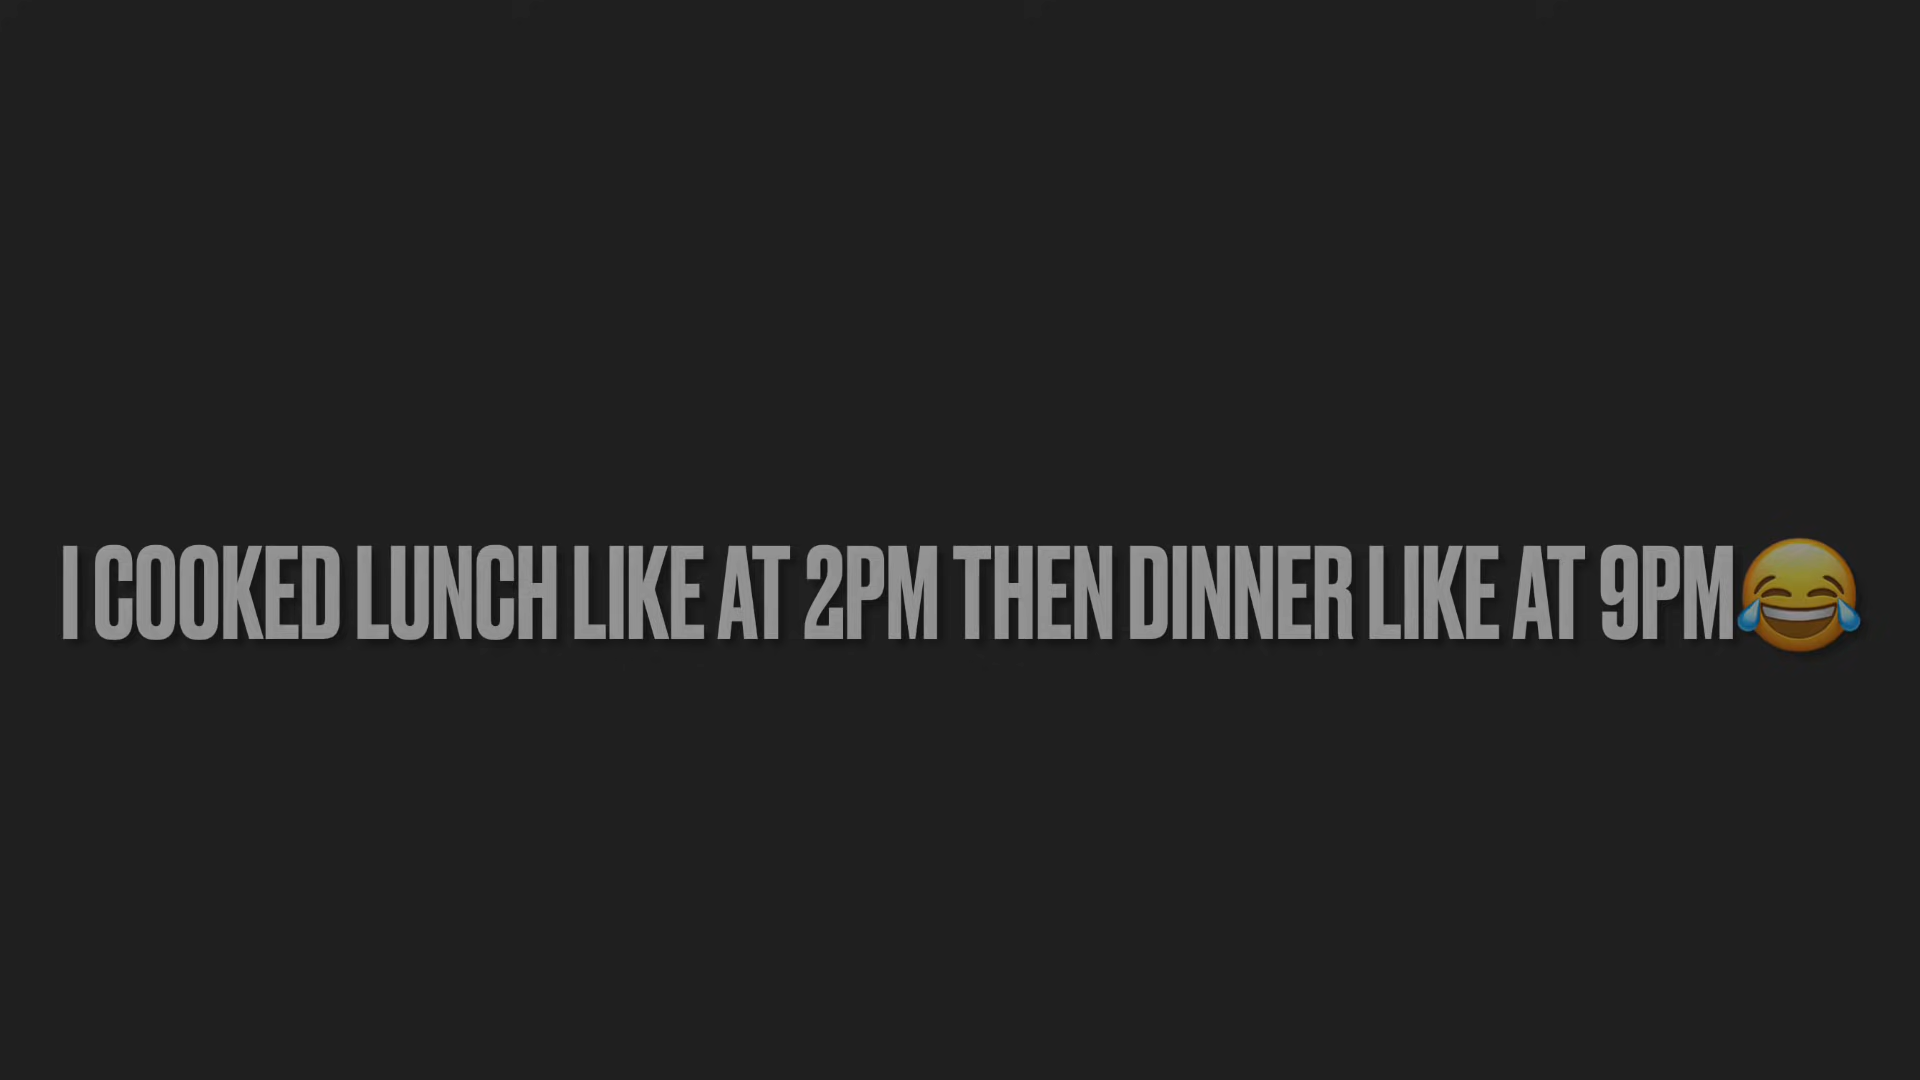 I COOKED LUNCH LIKE AT 2PM THEN DINNER LIKE AT 9PM😂